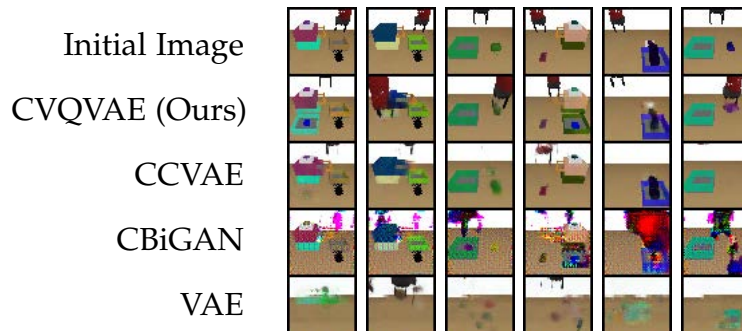 Initial Image
CVQVAE (Ours)
CCVAE
CBiGAN
VAE